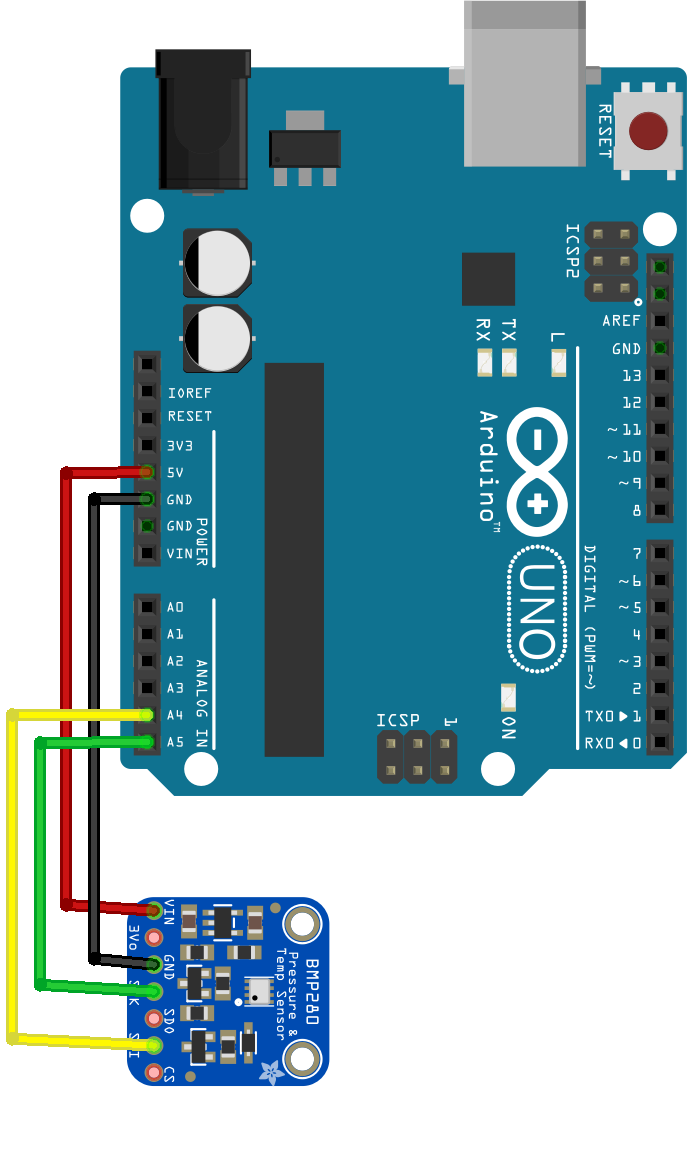 RESET
ICSP2
AREF
GND
13
12
~11
~10
~9
8
7
~6
~5
4
~3
2
TX0▶1
RX0◀0
RX
TX
L
Arduino™
UNO
DIGITAL (PWM=~)
IOREF
RESET
3V3
5V
GND
GND
VIN
POWER
A0
A1
A2
A3
A4
A5
ANALOG IN
ICSP
1
ON
VIN
3Vo
GND
SDO
CS
BMP280
Pressure &
Temp Sensor